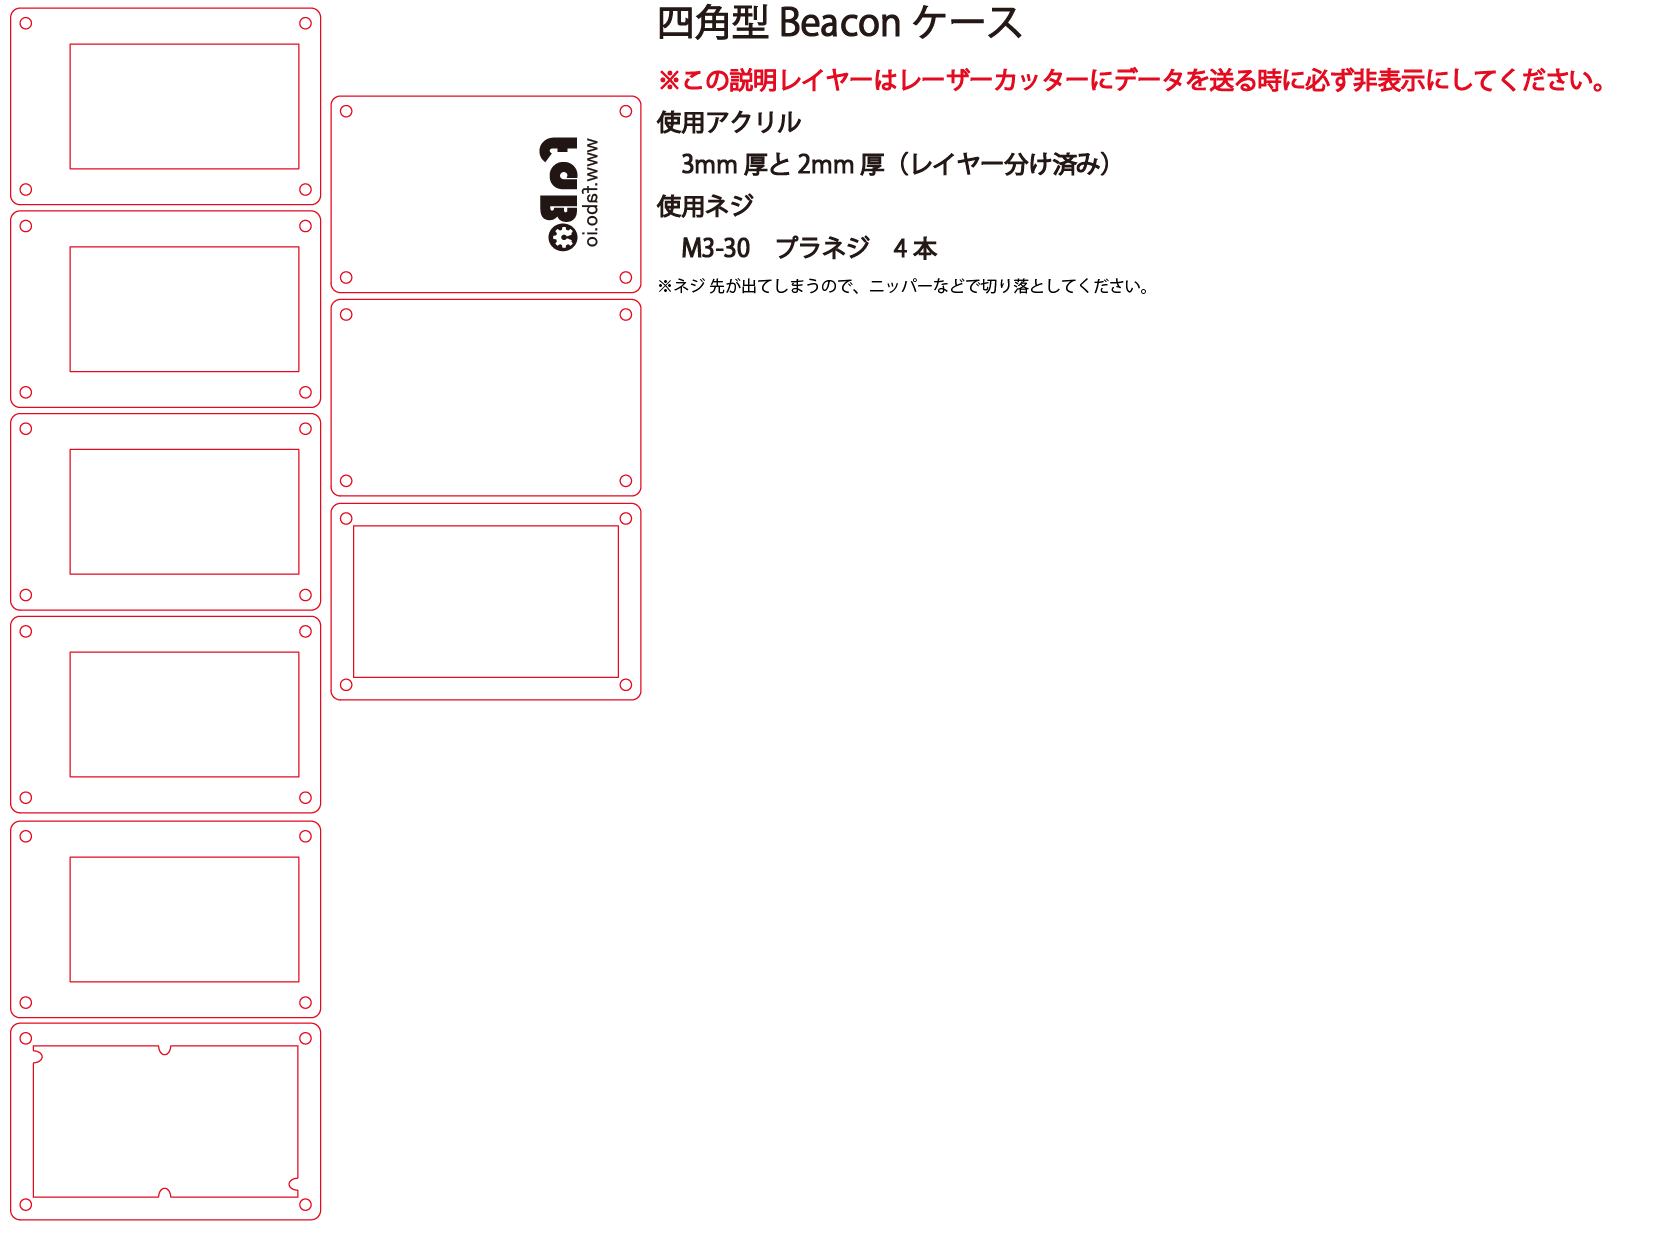 四角型 Beacon ケース
※この説明レイヤーはレーザーカッターにデータを送る時に必ず非表示にしてください。
使用アクリル
3mm 厚と 2mm 厚（レイヤー分け済み）
使用ネジ
M3-30　プラネジ　4 本
※ネジ 先が出てしまうので、ニッパーなどで切り落としてください。
faBo
www.fabo.io